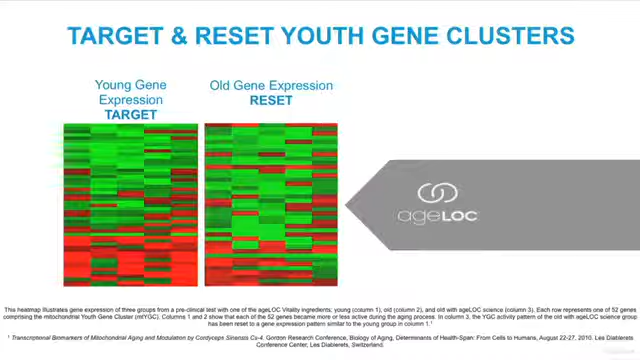 TARGET & RESET YOUTH GENE CLUSTERS
Young Gene
Expression
TARGET
Old Gene Expression
RESET
ageLOC
This heatmap illustrates gene expression of three groups from a pre-clinical test with one of the ageLOC Vitality ingredients; young (column 1), old (column 2), and old with ageLOC science (column 3). Each row represents one of 52 genes
comprising the mitochondrial Youth Gene Cluster (mtYGC). Columns 1 and 2 show that each of the 52 genes became more or less active during the aging process. In column 3, the YGC activity pattern of the old with ageLOC science group
has been reset to a gene expression pattern similar to the young group in column 1.¹
¹ Transcriptional Biomarkers of Mitochondrial Aging and Modulation by Cordyceps Sinensis Cs-4. Gordon Research Conference, Biology of Aging, Determinants of Health-Span: From Cells to Humans, August 22-27, 2010. Les Diablerets
Conference Center, Les Diablerets, Switzerland.